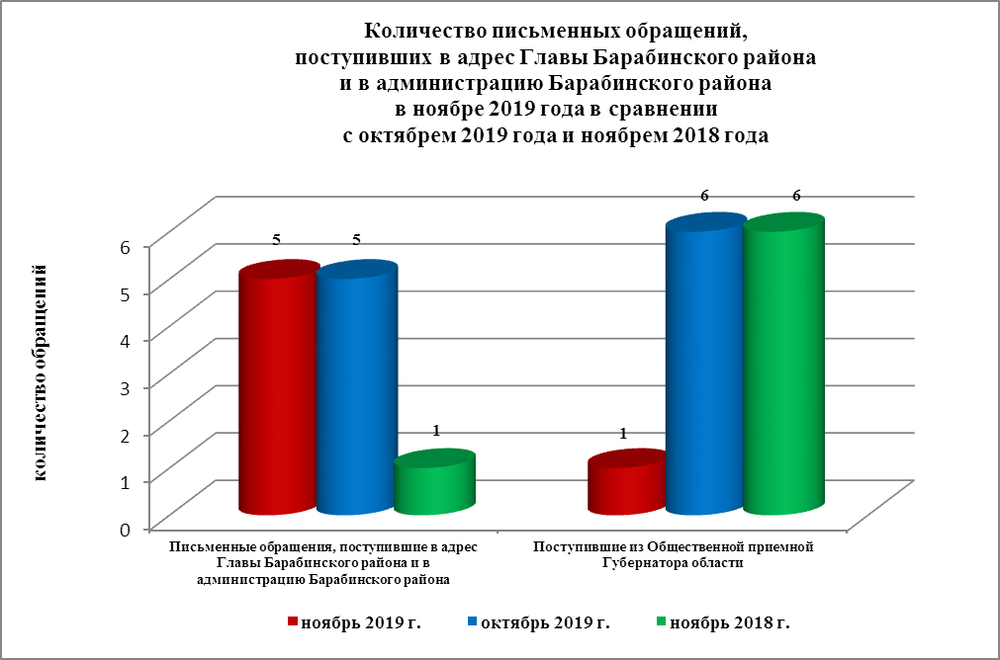 Количество письменных обращений,
поступивших в адрес Главы Барабинского района
и в администрацию Барабинского района
в ноябре 2019 года в сравнении
с октябрем 2019 года и ноябрем 2018 года
количество обращений
6
5
4
3
2
1
0
5
5
1
1
6
6
Письменные обращения, поступившие в адрес
Главы Барабинского района и в
администрацию Барабинского района
Поступившие из Общественной приемной
Губернатора области
ноябрь 2019 г.
октябрь 2019 г.
ноябрь 2018 г.